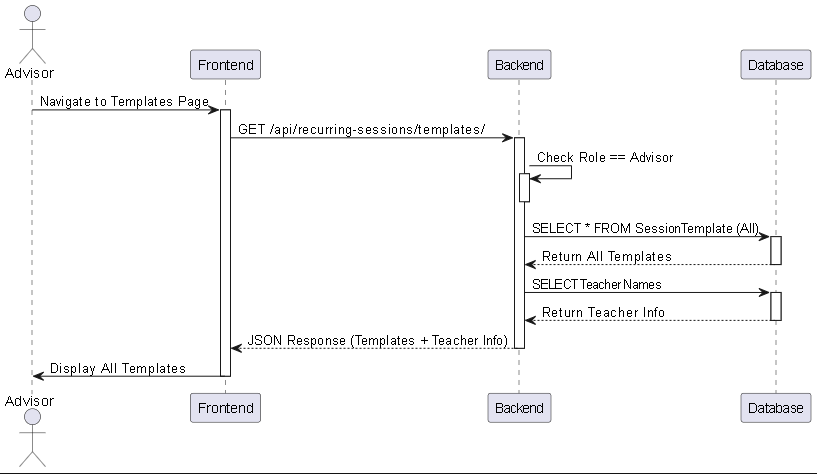 Advisor
Frontend
Backend
Database
Navigate to Templates Page
GET /api/recurring-sessions/templates/
Check Role == Advisor
SELECT * FROM SessionTemplate (All)
Return All Templates
SELECT Teacher Names
Return Teacher Info
JSON Response (Templates + Teacher Info)
Display All Templates
Advisor
Frontend
Backend
Database